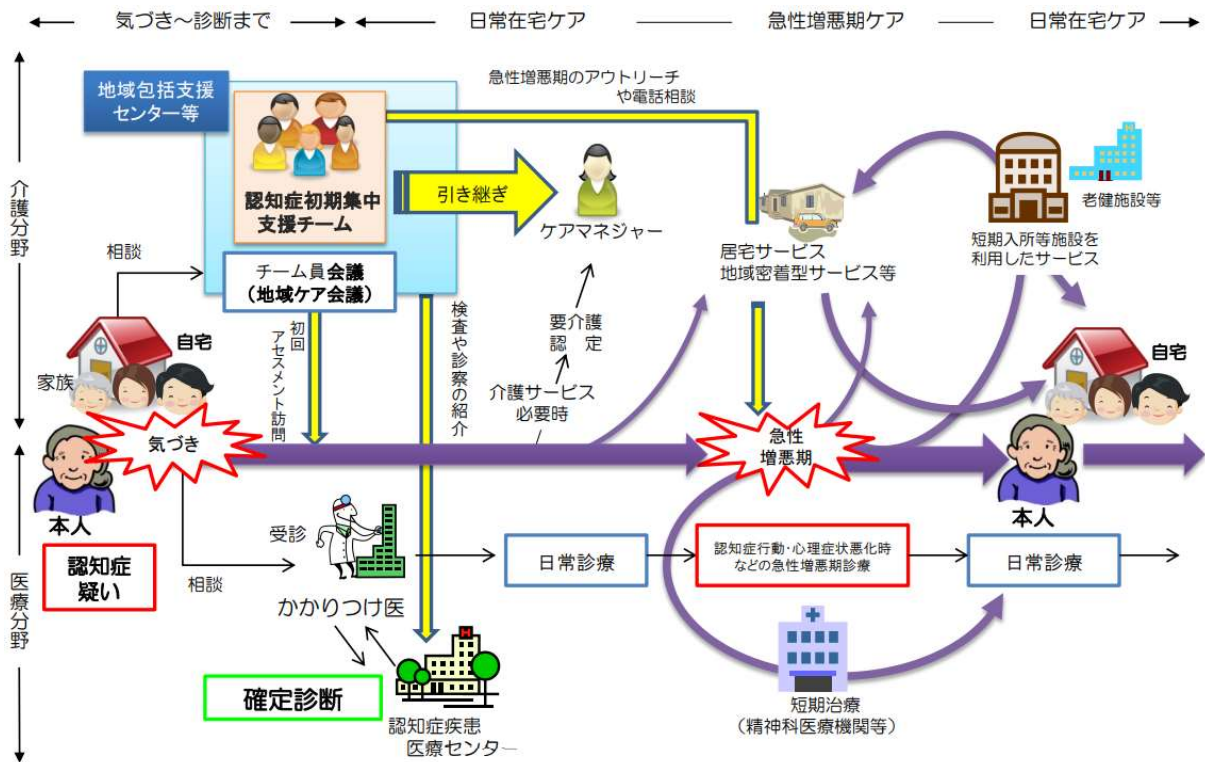 気づき～診断まで
日常在宅ケア
急性増悪期ケア
日常在宅ケア
介護分野
医療分野
地域包括支援
センター等
認知症初期集中
支援チーム
チーム員会議
（地域ケア会議）
急性増悪期のアウトリーチ
や電話相談
引き継ぎ
ケアマネジャー
居宅サービス
地域密着型サービス等
老健施設等
短期入所等施設を
利用したサービス
相談
自宅
家族
気づき
本人
認知症
疑い
初回
アセスメント訪問
検査や診察の紹介
要介護
認　定
介護サービス
必要時
急性
増悪期
自宅
本人
相談
受診
かかりつけ医
確定診断
認知症疾患
医療センター
日常診療
認知症行動・心理症状悪化時
などの急性増悪期診療
日常診療
短期治療
（精神科医療機関等）